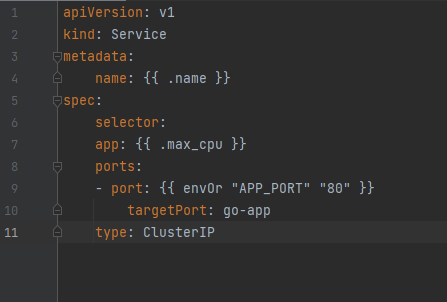 1 apiVersion: v1
2 kind: Service
3 metadata:
4     name: {{ .name }}
5 spec:
6     selector:
7     app: {{ .max_cpu }}
8     ports:
9     - port: {{ envOr "APP_PORT" "80" }}
10         targetPort: go-app
11     type: ClusterIP